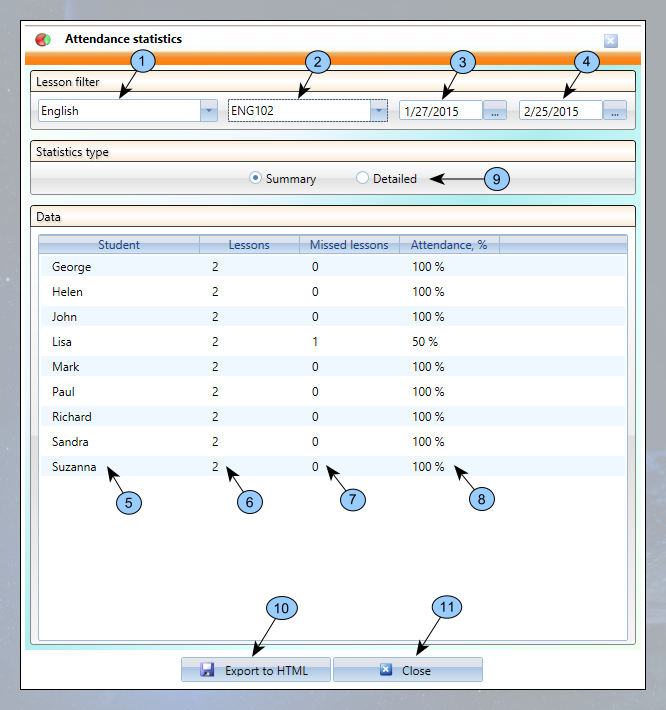 Attendance statistics
1 2 3 4
Lesson filter
English ENG102 1/27/2015 ... 2/25/2015 ...
Statistics type
Summary Detailed 9
Data
Student Lessons Missed lessons Attendance, %
George 2 0 100 %
Helen 2 0 100 %
John 2 0 100 %
Lisa 2 1 50 %
Mark 2 0 100 %
Paul 2 0 100 %
Richard 2 0 100 %
Sandra 2 0 100 %
Suzanna 2 0 100 %
5 6 7 8
10 11
Export to HTML Close